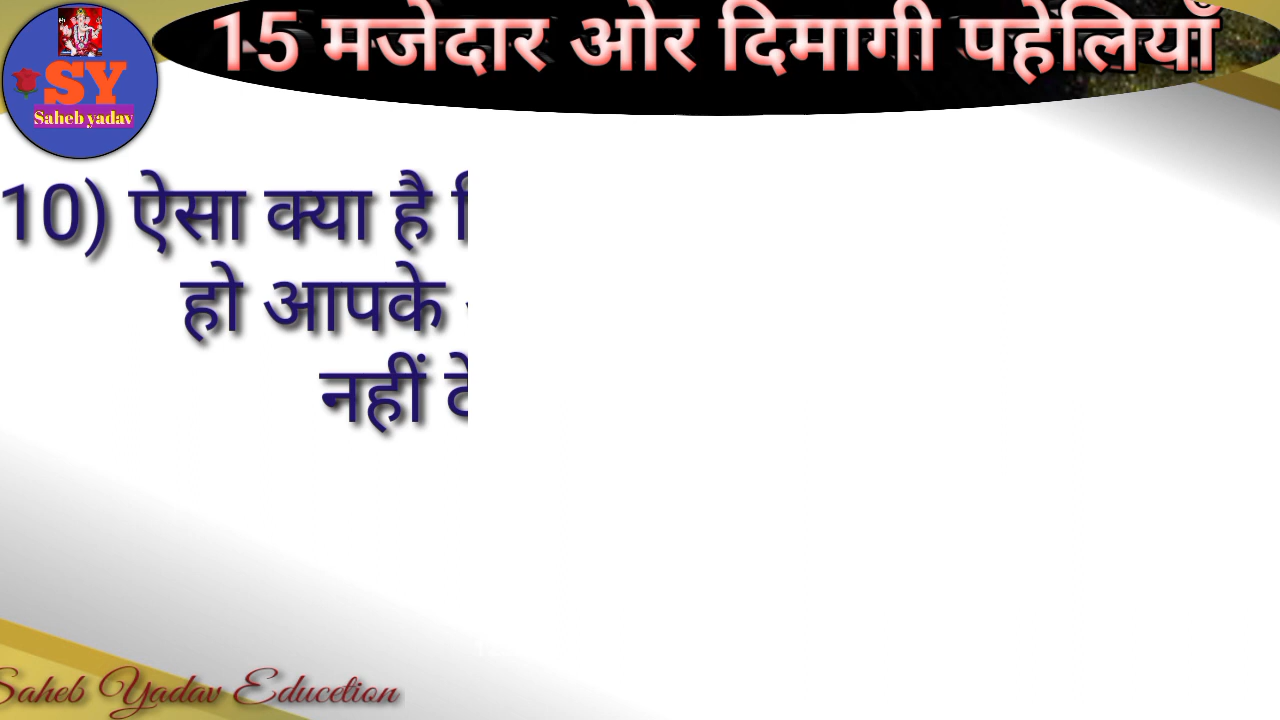 15 मजेदार ओर दिमागी पहेलियाँ
SY
Saheb yadav
10) ऐसा क्या है
हो आपके
नहीं
Saheb Yadav Educetion